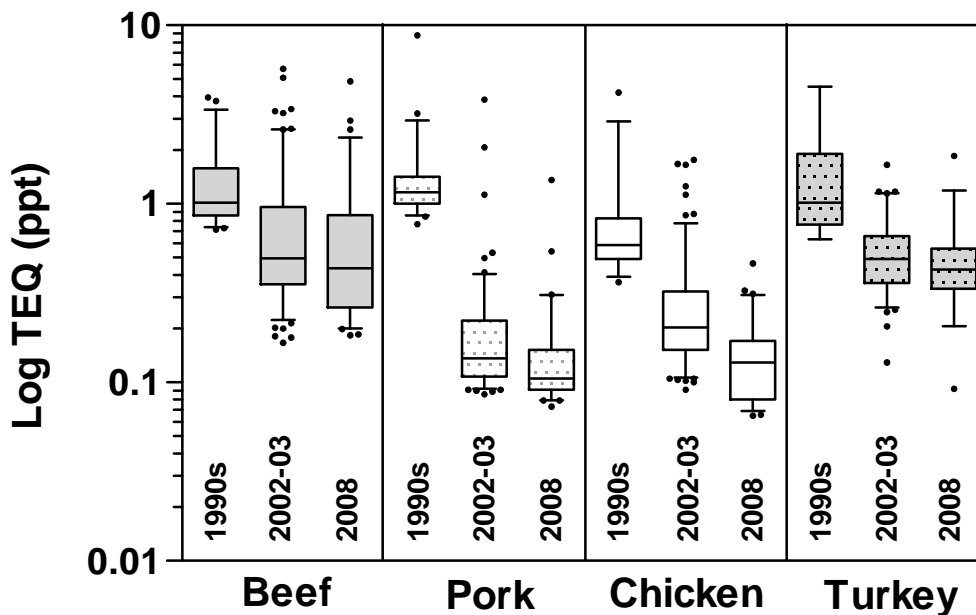 Log TEQ (ppt)
10
1
0.1
0.01
1990s
2002-03
2008
1990s
2002-03
2008
1990s
2002-03
2008
1990s
2002-03
2008
Beef
Pork
Chicken
Turkey